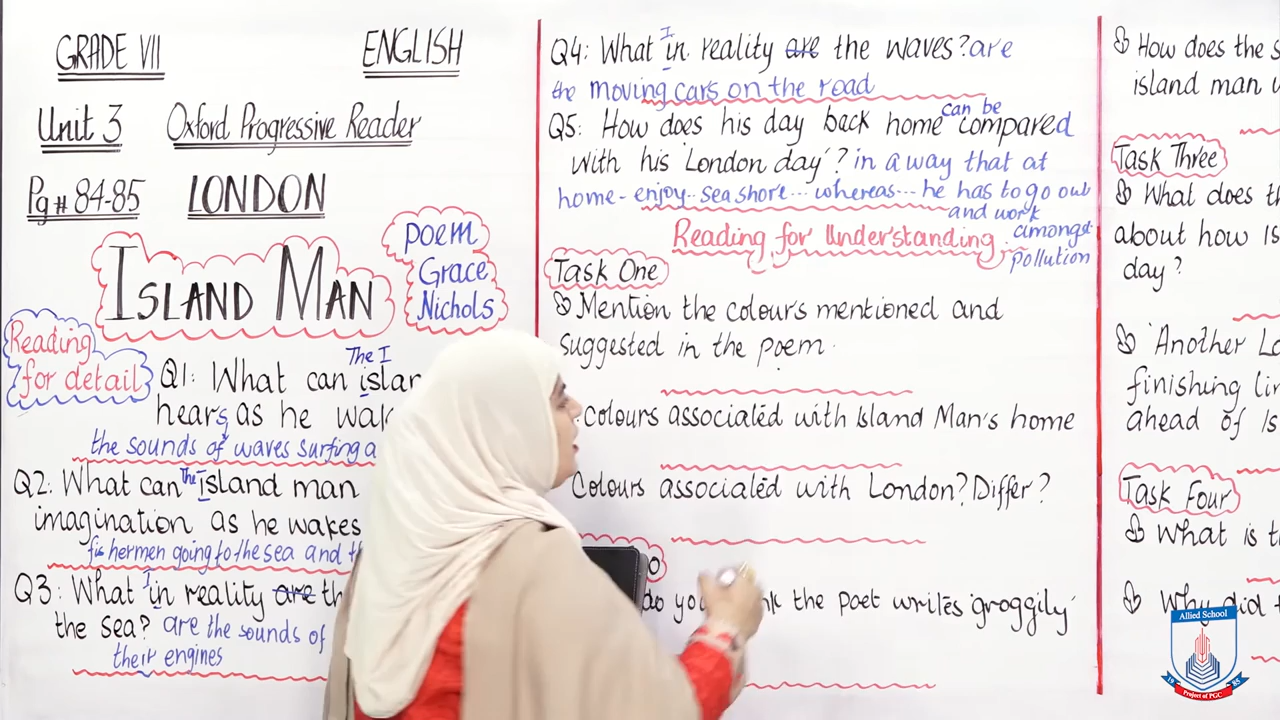 GRADE VII
ENGLISH
Unit 3
Oxford Progressive Reader
Pg # 84-85
LONDON
ISLAND MAN
poem
Grace
Nichols
Reading
for detail
The I
Q1: What can islan
hears as he wak
the sounds of waves surfing a
Q2: What can The Island man
imagination as he wakes
fishermen going to the sea and th
Q3: What I in reality are th
the sea? are the sounds of
their engines
Q4: What I in reality are the waves? are
the moving cars on the road
Q5: How does his day back home can be compared
with his 'London day'? in a way that at
home - enjoy.. sea shore... whereas... he has to go out
and work
amongst
pollution
Reading for Understanding
Task One
Mention the colours mentioned and
suggested in the poem.
colours associated with Island Man's home
Colours associated with London? Differ?
o
do you nk the poet writes 'groggily'
How does the s
island man w
Task Three
What does th
about how Is
day?
'Another Lo
finishing lin
ahead of Is
Task Four
What is t
Why did t
Allied School
19 85
Project of PGC